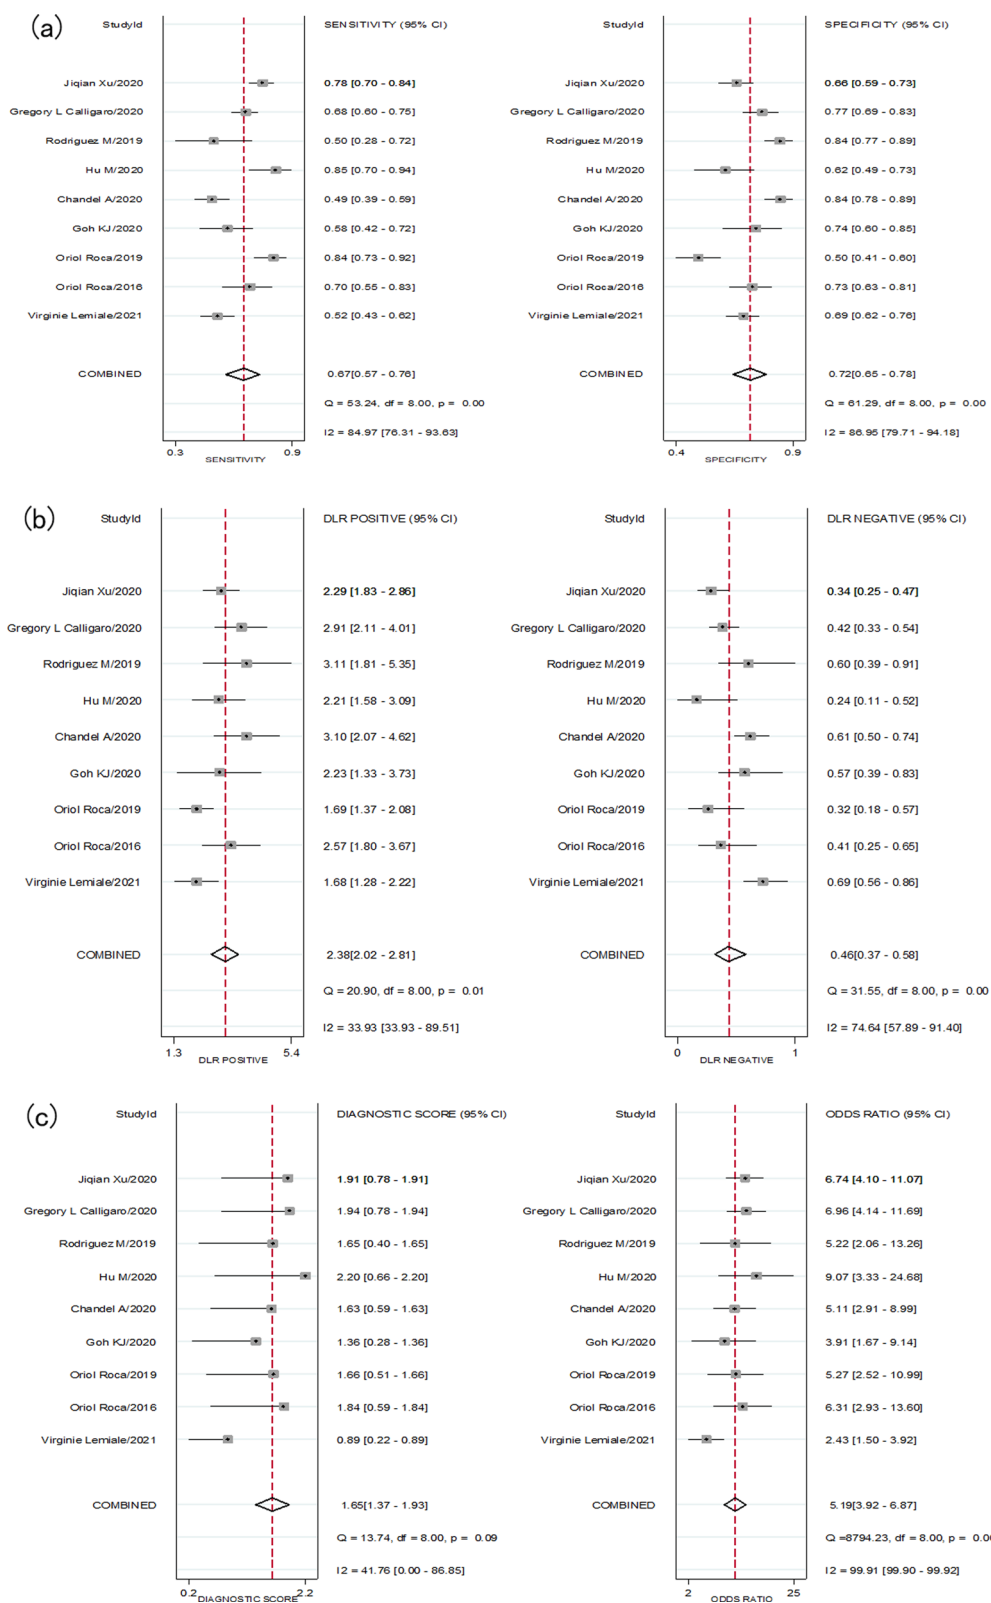 (a)
StudyId SENSITIVITY (95% CI)
Jiqian Xu/2020 0.78 [0.70 - 0.84]
Gregory L Calligaro/2020 0.68 [0.60 - 0.75]
Rodriguez M/2019 0.50 [0.28 - 0.72]
Hu M/2020 0.85 [0.70 - 0.94]
Chandel A/2020 0.49 [0.39 - 0.59]
Goh KJ/2020 0.58 [0.42 - 0.72]
Oriol Roca/2019 0.84 [0.73 - 0.92]
Oriol Roca/2016 0.70 [0.55 - 0.83]
Virginie Lemiale/2021 0.52 [0.43 - 0.62]
COMBINED 0.67[0.57 - 0.76]
Q = 53.24, df = 8.00, p = 0.00
I2 = 84.97 [76.31 - 93.63]
0.3 0.9
SENSITIVITY
StudyId SPECIFICITY (95% CI)
Jiqian Xu/2020 0.66 [0.59 - 0.73]
Gregory L Calligaro/2020 0.77 [0.69 - 0.83]
Rodriguez M/2019 0.84 [0.77 - 0.89]
Hu M/2020 0.62 [0.49 - 0.73]
Chandel A/2020 0.84 [0.78 - 0.89]
Goh KJ/2020 0.74 [0.60 - 0.85]
Oriol Roca/2019 0.50 [0.41 - 0.60]
Oriol Roca/2016 0.73 [0.63 - 0.81]
Virginie Lemiale/2021 0.69 [0.62 - 0.76]
COMBINED 0.72[0.65 - 0.78]
Q = 61.29, df = 8.00, p = 0.00
I2 = 86.95 [79.71 - 94.18]
0.4 0.9
SPECIFICITY
(b)
StudyId DLR POSITIVE (95% CI)
Jiqian Xu/2020 2.29 [1.83 - 2.86]
Gregory L Calligaro/2020 2.91 [2.11 - 4.01]
Rodriguez M/2019 3.11 [1.81 - 5.35]
Hu M/2020 2.21 [1.58 - 3.09]
Chandel A/2020 3.10 [2.07 - 4.62]
Goh KJ/2020 2.23 [1.33 - 3.73]
Oriol Roca/2019 1.69 [1.37 - 2.08]
Oriol Roca/2016 2.57 [1.80 - 3.67]
Virginie Lemiale/2021 1.68 [1.28 - 2.22]
COMBINED 2.38[2.02 - 2.81]
Q = 20.90, df = 8.00, p = 0.01
I2 = 33.93 [33.93 - 89.51]
1.3 5.4
DLR POSITIVE
StudyId DLR NEGATIVE (95% CI)
Jiqian Xu/2020 0.34 [0.25 - 0.47]
Gregory L Calligaro/2020 0.42 [0.33 - 0.54]
Rodriguez M/2019 0.60 [0.39 - 0.91]
Hu M/2020 0.24 [0.11 - 0.52]
Chandel A/2020 0.61 [0.50 - 0.74]
Goh KJ/2020 0.57 [0.39 - 0.83]
Oriol Roca/2019 0.32 [0.18 - 0.57]
Oriol Roca/2016 0.41 [0.25 - 0.65]
Virginie Lemiale/2021 0.69 [0.56 - 0.86]
COMBINED 0.46[0.37 - 0.58]
Q = 31.55, df = 8.00, p = 0.00
I2 = 74.64 [57.89 - 91.40]
0 1
DLR NEGATIVE
(c)
StudyId DIAGNOSTIC SCORE (95% CI)
Jiqian Xu/2020 1.91 [0.78 - 1.91]
Gregory L Calligaro/2020 1.94 [0.78 - 1.94]
Rodriguez M/2019 1.65 [0.40 - 1.65]
Hu M/2020 2.20 [0.66 - 2.20]
Chandel A/2020 1.63 [0.59 - 1.63]
Goh KJ/2020 1.36 [0.28 - 1.36]
Oriol Roca/2019 1.66 [0.51 - 1.66]
Oriol Roca/2016 1.84 [0.59 - 1.84]
Virginie Lemiale/2021 0.89 [0.22 - 0.89]
COMBINED 1.65[1.37 - 1.93]
Q = 13.74, df = 8.00, p = 0.09
I2 = 41.76 [0.00 - 86.85]
0.2 2.2
DIAGNOSTIC SCORE
StudyId ODDS RATIO (95% CI)
Jiqian Xu/2020 6.74 [4.10 - 11.07]
Gregory L Calligaro/2020 6.96 [4.14 - 11.69]
Rodriguez M/2019 5.22 [2.06 - 13.26]
Hu M/2020 9.07 [3.33 - 24.68]
Chandel A/2020 5.11 [2.91 - 8.99]
Goh KJ/2020 3.91 [1.67 - 9.14]
Oriol Roca/2019 5.27 [2.52 - 10.99]
Oriol Roca/2016 6.31 [2.93 - 13.60]
Virginie Lemiale/2021 2.43 [1.50 - 3.92]
COMBINED 5.19[3.92 - 6.87]
Q =8794.23, df = 8.00, p = 0.0
I2 = 99.91 [99.90 - 99.92]
2 25
ODDS RATIO